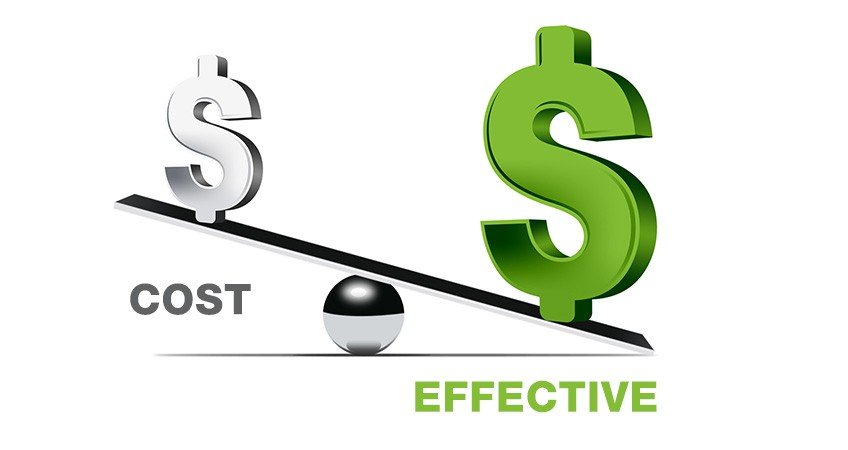 $
$
COST
EFFECTIVE